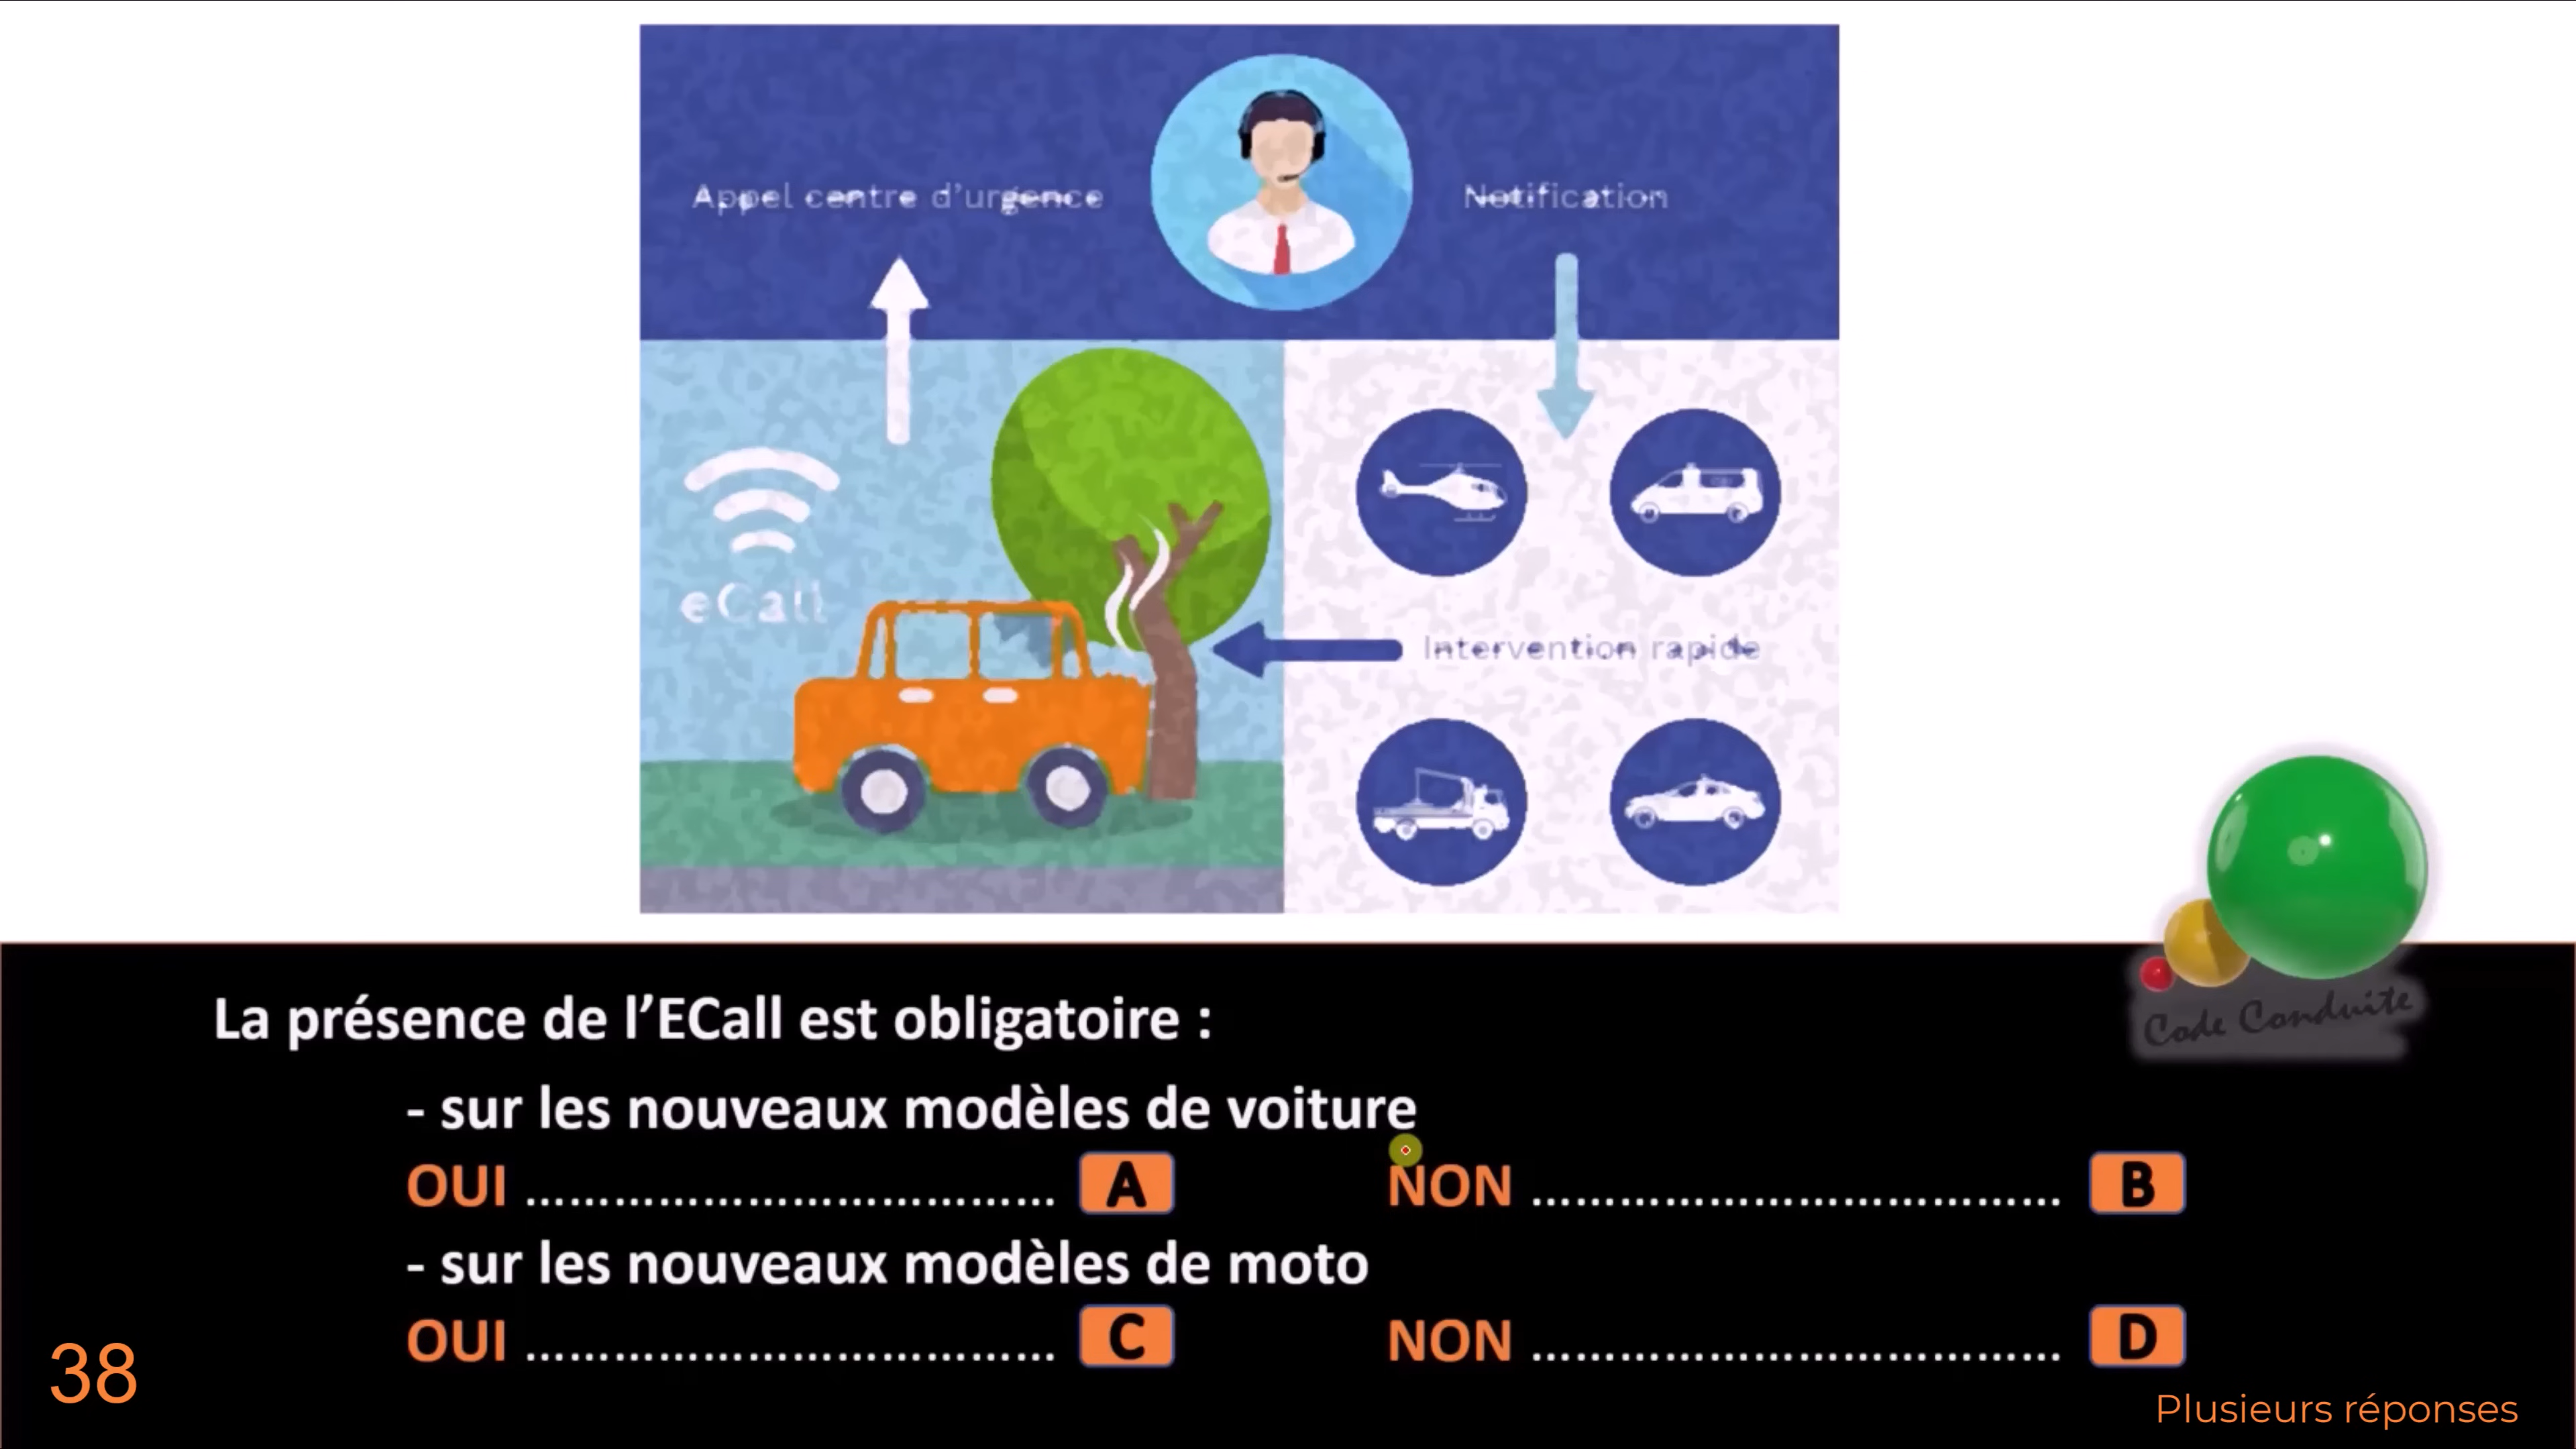 Appel centre d'urgence
Notification
eCall
Intervention rapide
Code Conduite
La présence de l'ECall est obligatoire :
- sur les nouveaux modèles de voiture
OUI .................................... A NON .................................... B
- sur les nouveaux modèles de moto
OUI .................................... C NON .................................... D
38
Plusieurs réponses